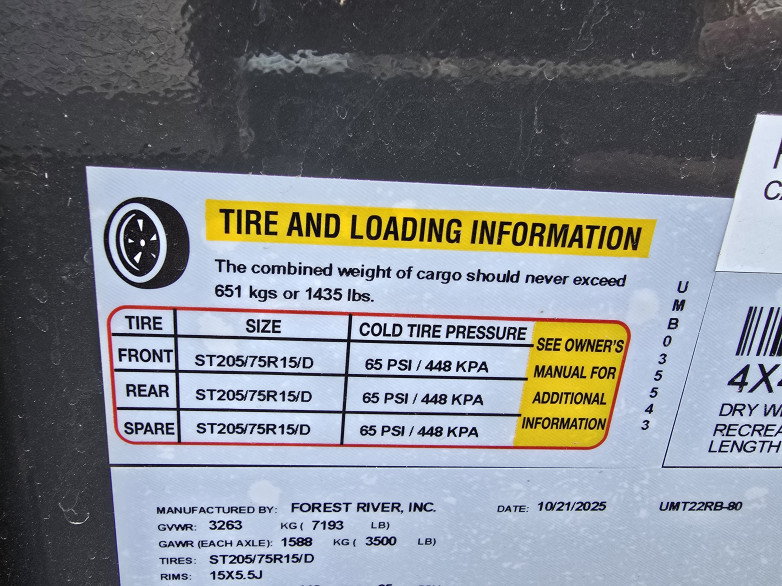 TIRE AND LOADING INFORMATION
The combined weight of cargo should never exceed
651 kgs or 1435 lbs.
TIRE SIZE COLD TIRE PRESSURE SEE OWNER'S
FRONT ST205/75R15/D 65 PSI / 448 KPA MANUAL FOR
REAR ST205/75R15/D 65 PSI / 448 KPA ADDITIONAL
SPARE ST205/75R15/D 65 PSI / 448 KPA INFORMATION
UMB035543
DRY
LENGTH
MANUFACTURED BY: FOREST RIVER, INC. DATE: 10/21/2025 UMT22RB-80
GVWR: 3263 KG ( 7193 LB)
GAWR (EACH AXLE): 1588 KG ( 3500 LB)
TIRES: ST205/75R15/D
RIMS: 15X5.5J